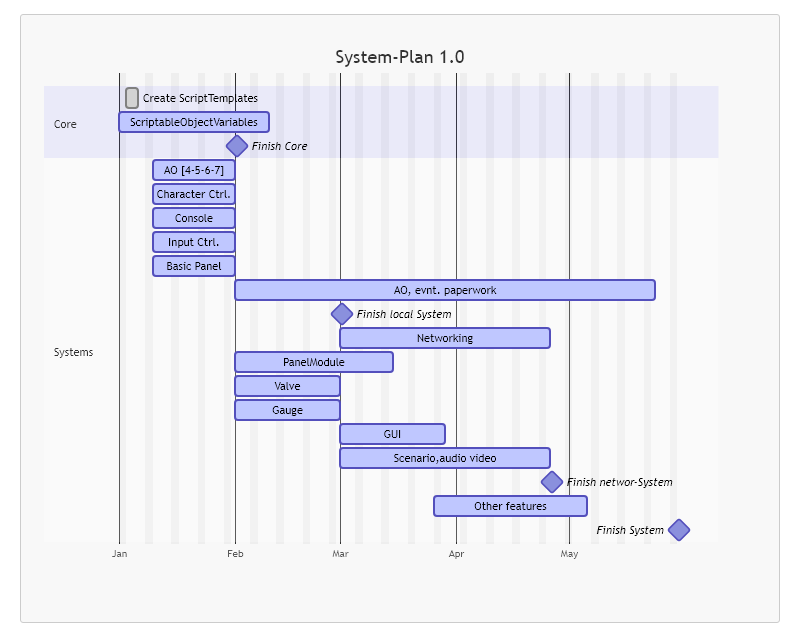 System-Plan 1.0
Core
Create ScriptTemplates
ScriptableObjectVariables
Finish Core
Systems
AO [4-5-6-7]
Character Ctrl.
Console
Input Ctrl.
Basic Panel
AO, evnt. paperwork
Finish local System
Networking
PanelModule
Valve
Gauge
GUI
Scenario,audio video
Finish networ-System
Other features
Finish System
Jan Feb Mar Apr May